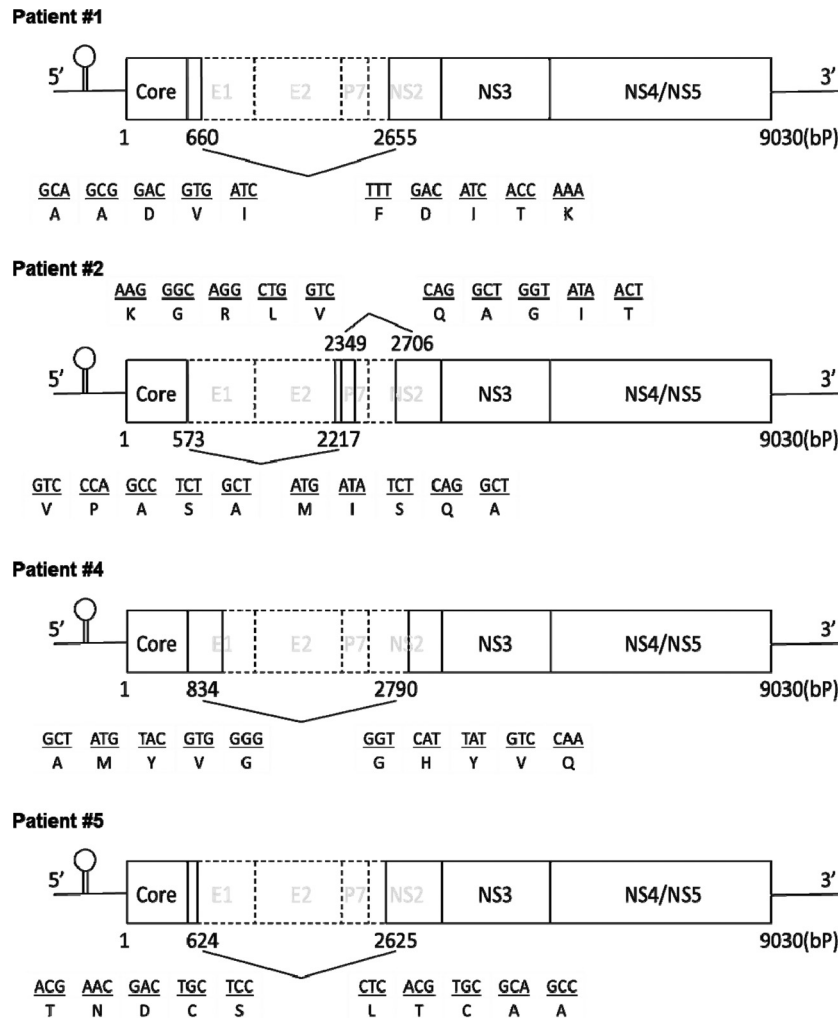 Patient #1
5’ Core E1 E2 P7 NS2 NS3 NS4/NS5 3’
1 660 2655 9030(bP)
GCA GCG GAC GTG ATC TTT GAC ATC ACC AAA
A A D V I F D I T K
Patient #2
AAG GGC AGG CTG GTC CAG GCT GGT ATA ACT
K G R L V Q A G I T
2349 2706
5’ Core E1 E2 P7 NS2 NS3 NS4/NS5 3’
1 573 2217 9030(bP)
GTC CCA GCC TCT GCT ATG ATA TCT CAG GCT
V P A S A M I S Q A
Patient #4
5’ Core E1 E2 P7 NS2 NS3 NS4/NS5 3’
1 834 2790 9030(bP)
GCT ATG TAC GTG GGG GGT CAT TAT GTC CAA
A M Y V G G H Y V Q
Patient #5
5’ Core E1 E2 P7 NS2 NS3 NS4/NS5 3’
1 624 2625 9030(bP)
ACG AAC GAC TGC TCC CTC ACG TGC GCA GCC
T N D C S L T C A A